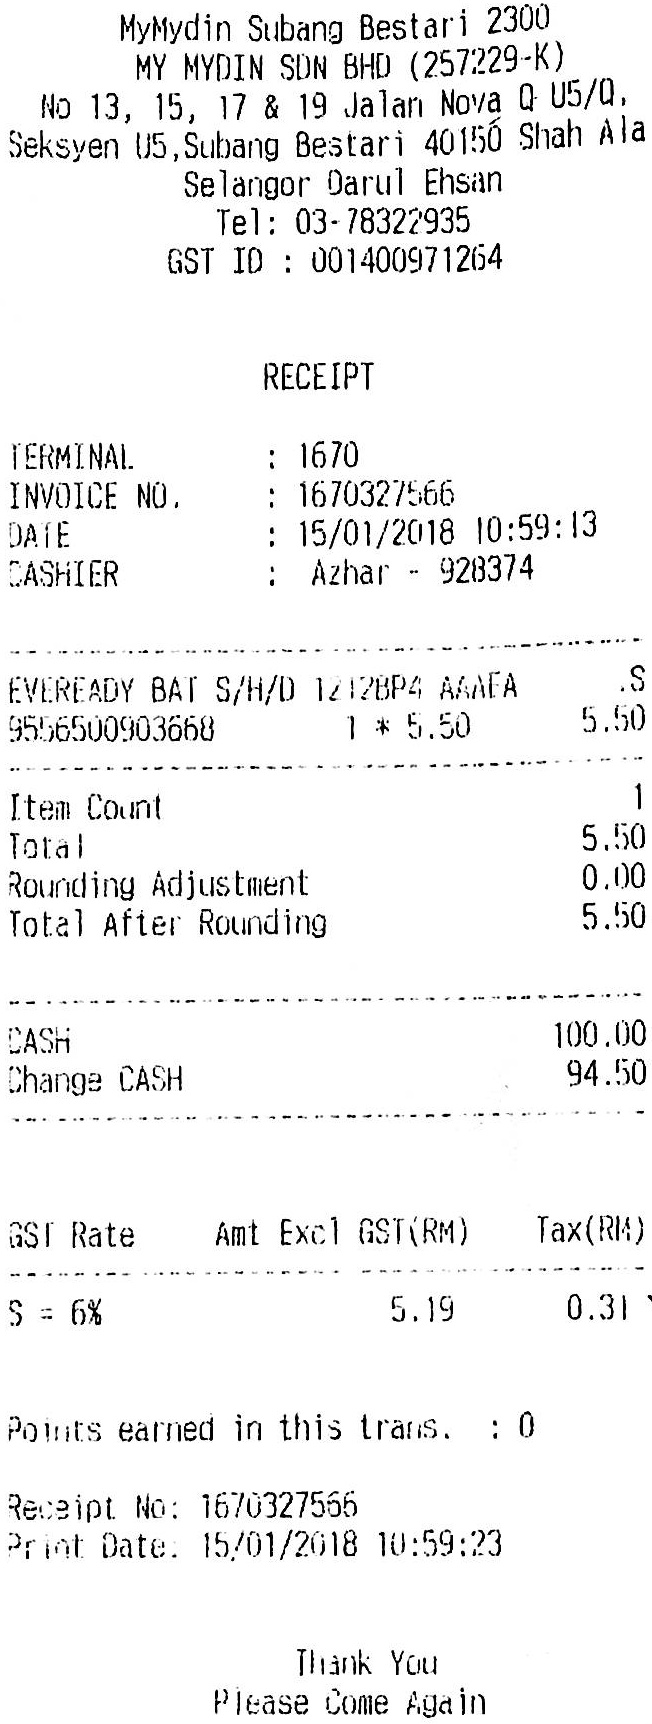 MyMydin Subang Bestari 2300
MY MYDIN SDN BHD (257229-K)
No 13, 15, 17 & 19 Jalan Nova Q U5/Q,
Seksyen U5,Subang Bestari 40150 Shah Ala
Selangor Darul Ehsan
Tel: 03-78322935
GST ID : 001400971264
RECEIPT
TERMINAL : 1670
INVOICE NO. : 1670327566
DATE : 15/01/2018 10:59:13
CASHIER : Azhar - 928374
EVEREADY BAT S/H/D 1212BP4 AAAEA .S
9556500903668 1 * 5.50 5.50
Item Count 1
Total 5.50
Rounding Adjustment 0.00
Total After Rounding 5.50
CASH 100.00
Change CASH 94.50
GST Rate Amt Excl GST(RM) Tax(RM)
S = 6% 5.19 0.31
Points earned in this trans. : 0
Receipt No: 1670327566
Print Date: 15/01/2018 10:59:23
Thank You
Please Come Again